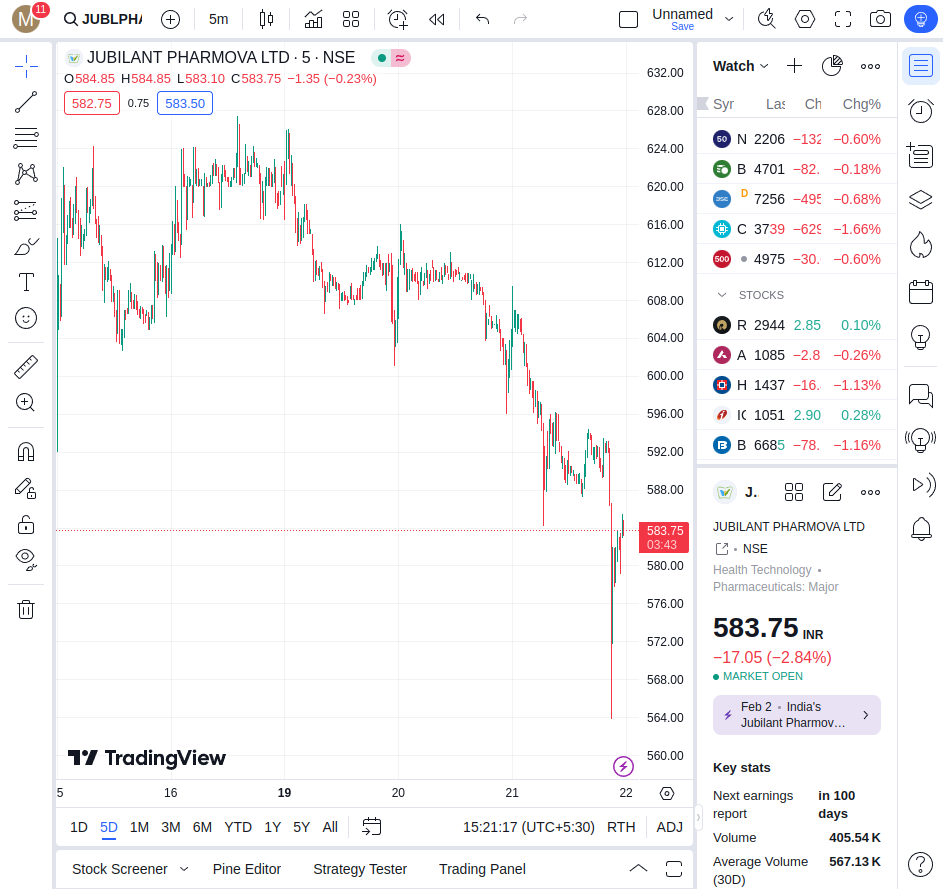 M 11 JUBLPHA 5m Unnamed
Save
JUBILANT PHARMOVA LTD · 5 · NSE
O584.85 H584.85 L583.10 C583.75 −1.35 (−0.23%)
582.75 0.75 583.50
632.00
628.00
624.00
620.00
616.00
612.00
608.00
604.00
600.00
596.00
592.00
588.00
583.75
03:43
580.00
576.00
572.00
568.00
564.00
560.00
TradingView
5 16 19 20 21 22
1D 5D 1M 3M 6M YTD 1Y 5Y All 15:21:17 (UTC+5:30) RTH ADJ
Stock Screener Pine Editor Strategy Tester Trading Panel
Watch
Syr Las Ch Chg%
50 N 2206 −132 −0.60%
B 4701 −82. −0.18%
D 7256 −495 −0.68%
C 3739 −629 −1.66%
500 4975 −30. −0.60%
STOCKS
R 2944 2.85 0.10%
A 1085 −2.8 −0.26%
H 1437 −16. −1.13%
IC 1051 2.90 0.28%
B 6685 −78. −1.16%
J..
JUBILANT PHARMOVA LTD
• NSE
Health Technology •
Pharmaceuticals: Major
583.75 INR
−17.05 (−2.84%)
MARKET OPEN
Feb 2 • India's
Jubilant Pharmov…
Key stats
Next earnings report in 100 days
Volume 405.54 K
Average Volume (30D) 567.13 K